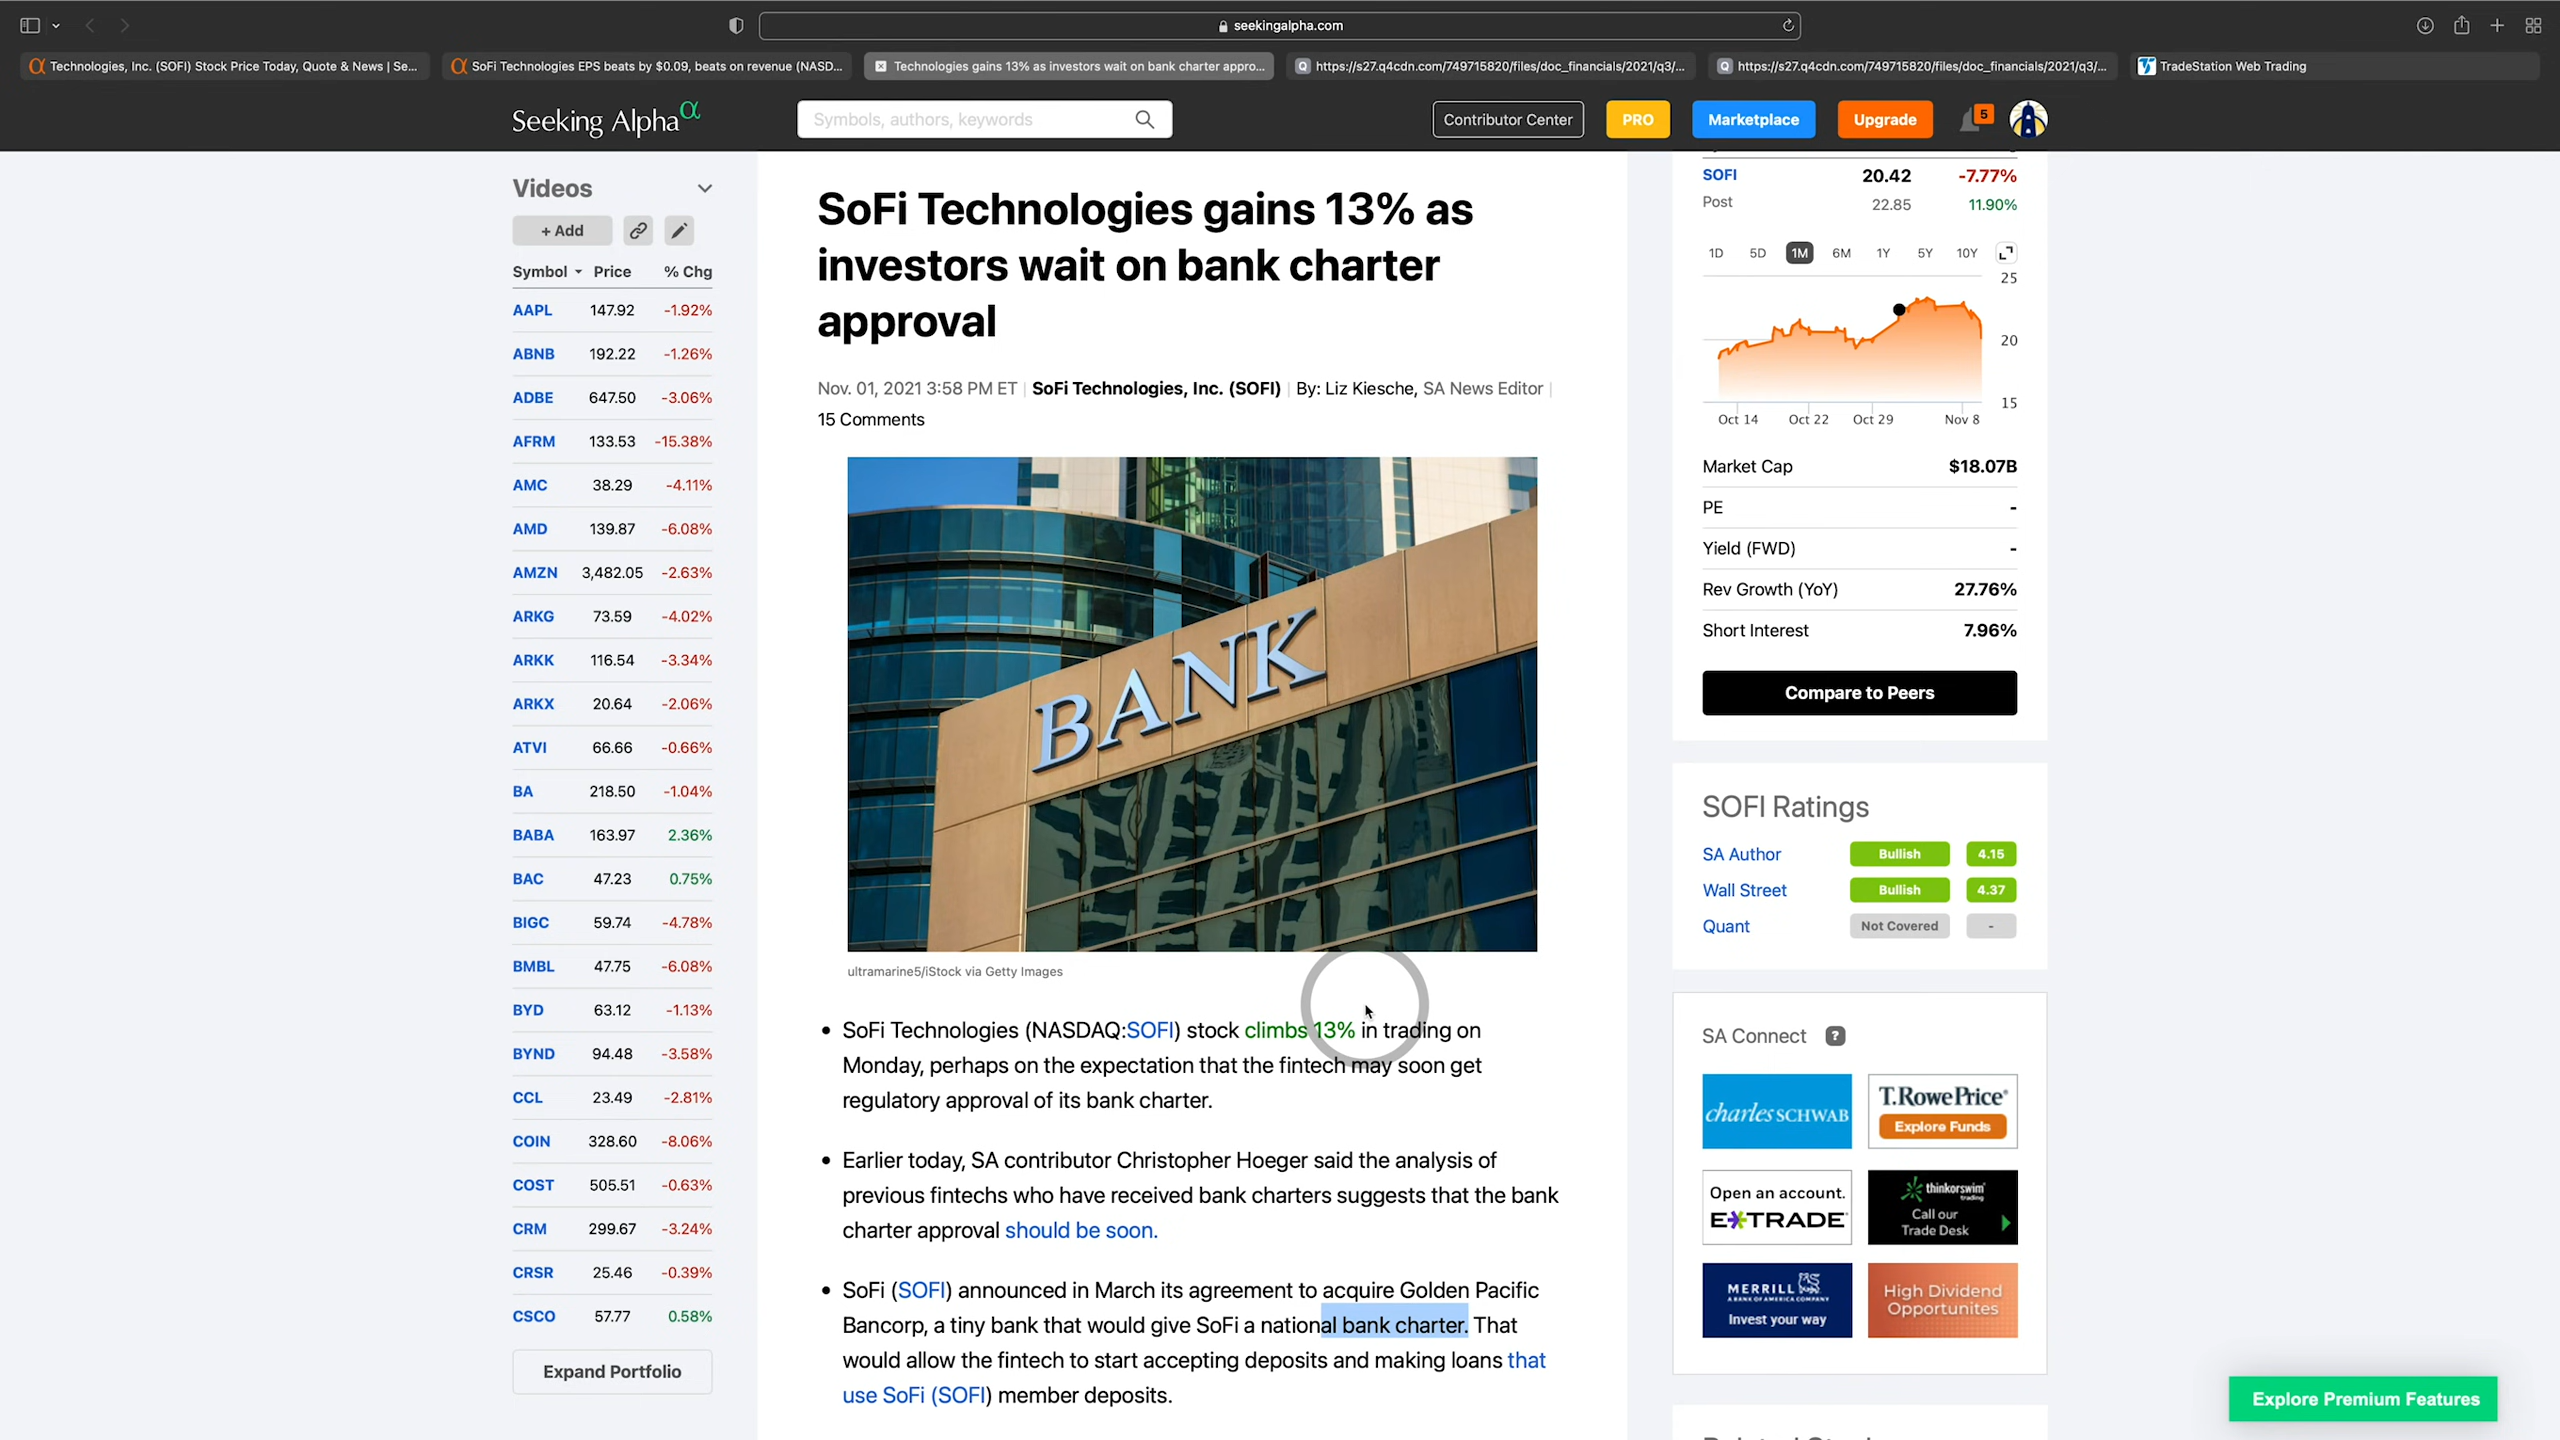 seekingalpha.com
Technologies, Inc. (SOFI) Stock Price Today, Quote & News | Se...
SoFi Technologies EPS beats by $0.09, beats on revenue (NASD...
Technologies gains 13% as investors wait on bank charter appro...
https://s27.q4cdn.com/749715820/files/doc_financials/2021/q3/...
https://s27.q4cdn.com/749715820/files/doc_financials/2021/q3/...
TradeStation Web Trading
Seeking Alpha α
Symbols, authors, keywords
Contributor Center
PRO
Marketplace
Upgrade
5
Videos
+ Add
Symbol Price % Chg
AAPL 147.92 -1.92%
ABNB 192.22 -1.26%
ADBE 647.50 -3.06%
AFRM 133.53 -15.38%
AMC 38.29 -4.11%
AMD 139.87 -6.08%
AMZN 3,482.05 -2.63%
ARKG 73.59 -4.02%
ARKK 116.54 -3.34%
ARKX 20.64 -2.06%
ATVI 66.66 -0.66%
BA 218.50 -1.04%
BABA 163.97 2.36%
BAC 47.23 0.75%
BIGC 59.74 -4.78%
BMBL 47.75 -6.08%
BYD 63.12 -1.13%
BYND 94.48 -3.58%
CCL 23.49 -2.81%
COIN 328.60 -8.06%
COST 505.51 -0.63%
CRM 299.67 -3.24%
CRSR 25.46 -0.39%
CSCO 57.77 0.58%
Expand Portfolio
SoFi Technologies gains 13% as
investors wait on bank charter
approval
Nov. 01, 2021 3:58 PM ET | SoFi Technologies, Inc. (SOFI) | By: Liz Kiesche, SA News Editor |
15 Comments
BANK
ultramarine5/iStock via Getty Images
• SoFi Technologies (NASDAQ:SOFI) stock climbs 13% in trading on
Monday, perhaps on the expectation that the fintech may soon get
regulatory approval of its bank charter.
• Earlier today, SA contributor Christopher Hoeger said the analysis of
previous fintechs who have received bank charters suggests that the bank
charter approval should be soon.
• SoFi (SOFI) announced in March its agreement to acquire Golden Pacific
Bancorp, a tiny bank that would give SoFi a national bank charter. That
would allow the fintech to start accepting deposits and making loans that
use SoFi (SOFI) member deposits.
SOFI 20.42 -7.77%
Post 22.85 11.90%
1D 5D 1M 6M 1Y 5Y 10Y
25
20
15
Oct 14 Oct 22 Oct 29 Nov 8
Market Cap $18.07B
PE -
Yield (FWD) -
Rev Growth (YoY) 27.76%
Short Interest 7.96%
Compare to Peers
SOFI Ratings
SA Author Bullish 4.15
Wall Street Bullish 4.37
Quant Not Covered -
SA Connect ?
charles SCHWAB
T.RowePrice
Explore Funds
Open an account.
E*TRADE
thinkorswim
trading
Call our
Trade Desk
MERRILL
A BANK OF AMERICA COMPANY
Invest your way
High Dividend
Opportunites
Explore Premium Features